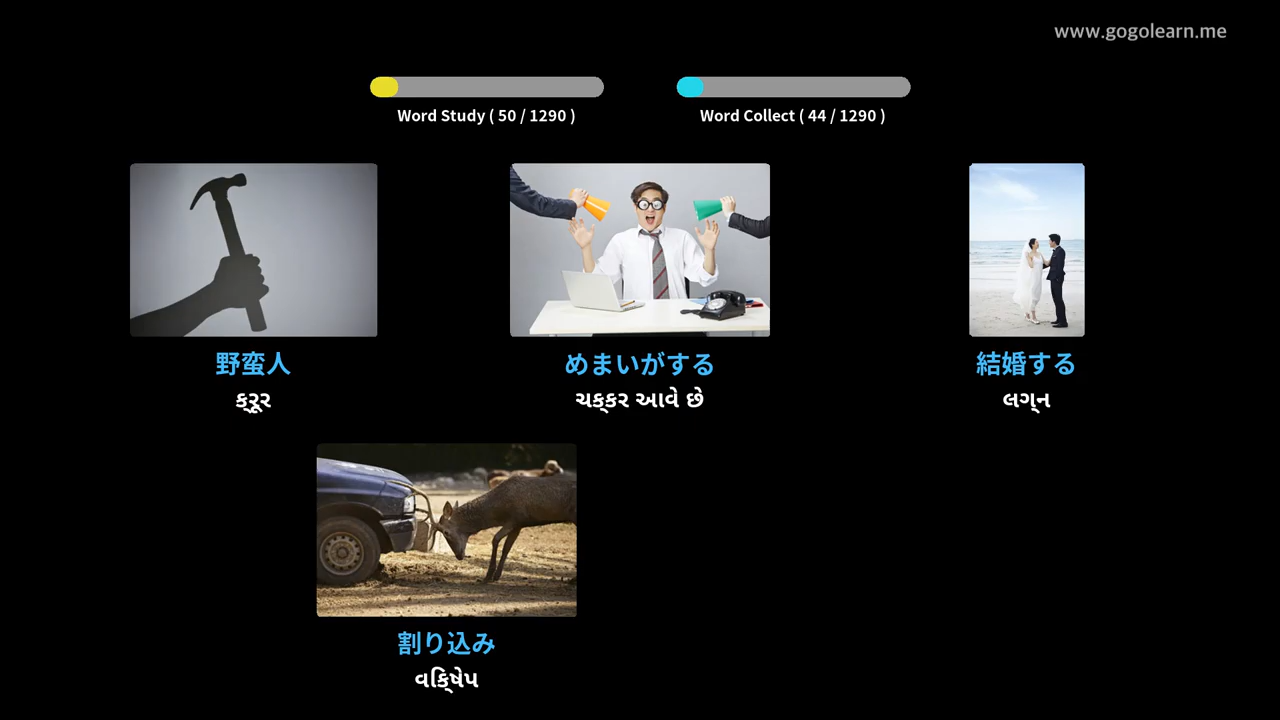 www.gogolearn.me
Word Study ( 50 / 1290 )
Word Collect ( 44 / 1290 )
野蛮人
ક્રૂર
めまいがする
ચક્કર આવે છે
結婚する
લગ્ન
割り込み
વિક્ષેપ